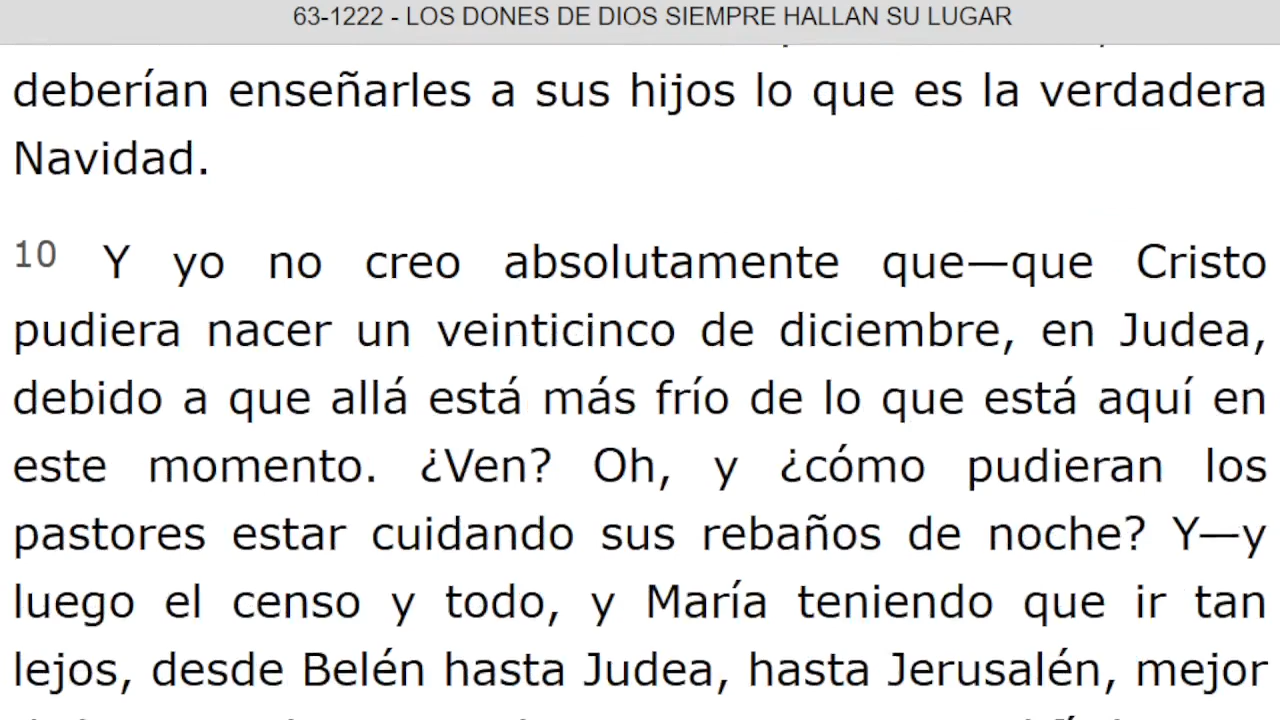 63-1222 - LOS DONES DE DIOS SIEMPRE HALLAN SU LUGAR
deberían enseñarles a sus hijos lo que es la verdadera
Navidad.
10 Y yo no creo absolutamente que—que Cristo
pudiera nacer un veinticinco de diciembre, en Judea,
debido a que allá está más frío de lo que está aquí en
este momento. ¿Ven? Oh, y ¿cómo pudieran los
pastores estar cuidando sus rebaños de noche? Y—y
luego el censo y todo, y María teniendo que ir tan
lejos, desde Belén hasta Judea, hasta Jerusalén, mejor